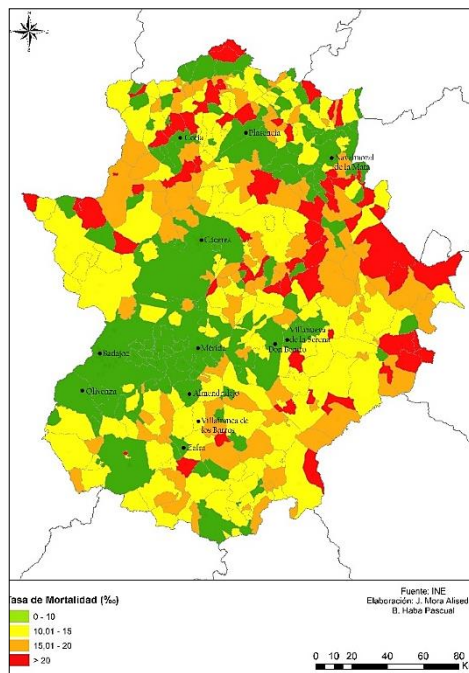 Coria
Plasencia
Navalmoral
de la Mata
Cáceres
Villanueva
de la Serena
Don Benito
Mérida
Badajoz
Olivenza
Almendralejo
Villafranca de
los Barros
Zafra
Tasa de Mortalidad (‰)
0 - 10
10,01 - 15
15,01 - 20
> 20
Fuente: INE
Elaboración: J. Mora Alised
B. Haba Pascual
0 10 20 40 60 80
K